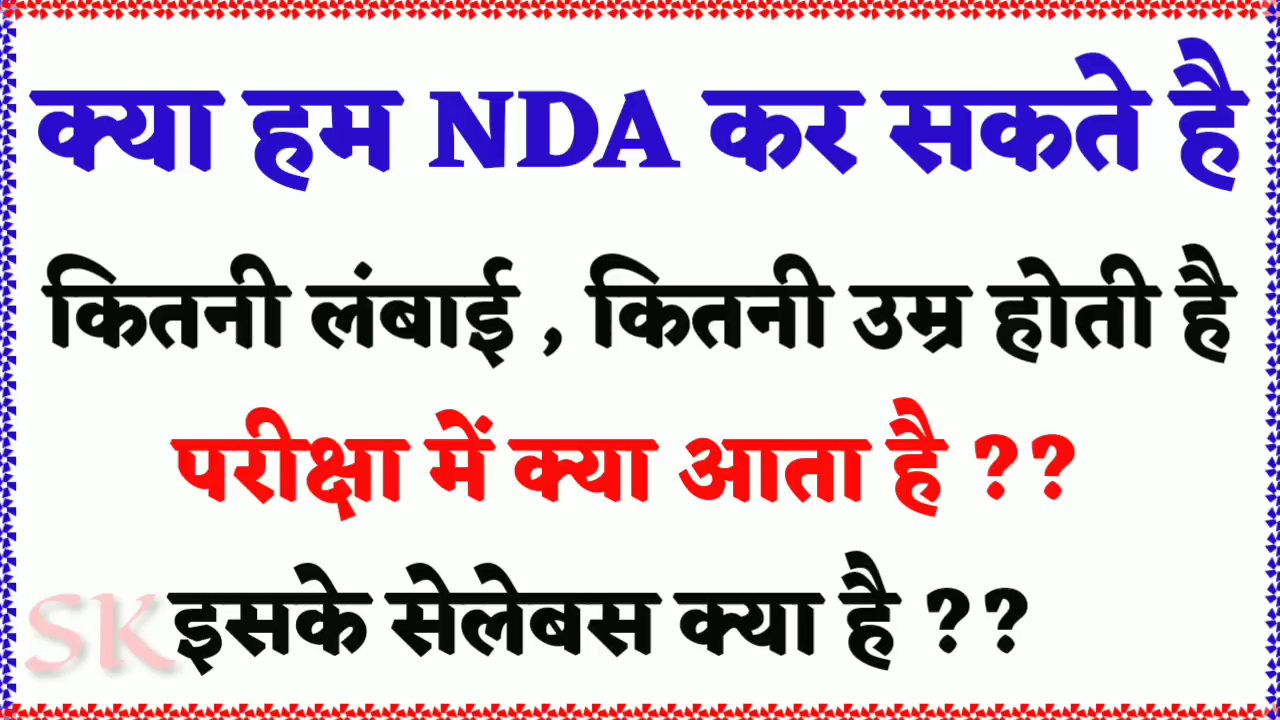 क्या हम NDA कर सकते है
कितनी लंबाई , कितनी उम्र होती है
परीक्षा में क्या आता है ??
इसके सेलेबस क्या है ??
SK